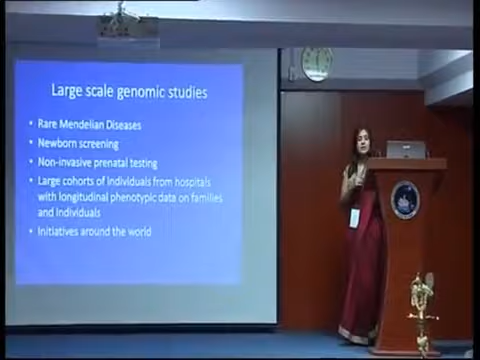 Large scale genomic studies
• Rare Mendelian Diseases
• Newborn screening
• Non-invasive prenatal testing
• Large cohorts of individuals from hospitals
with longitudinal phenotypic data on families
and individuals
• Initiatives around the world